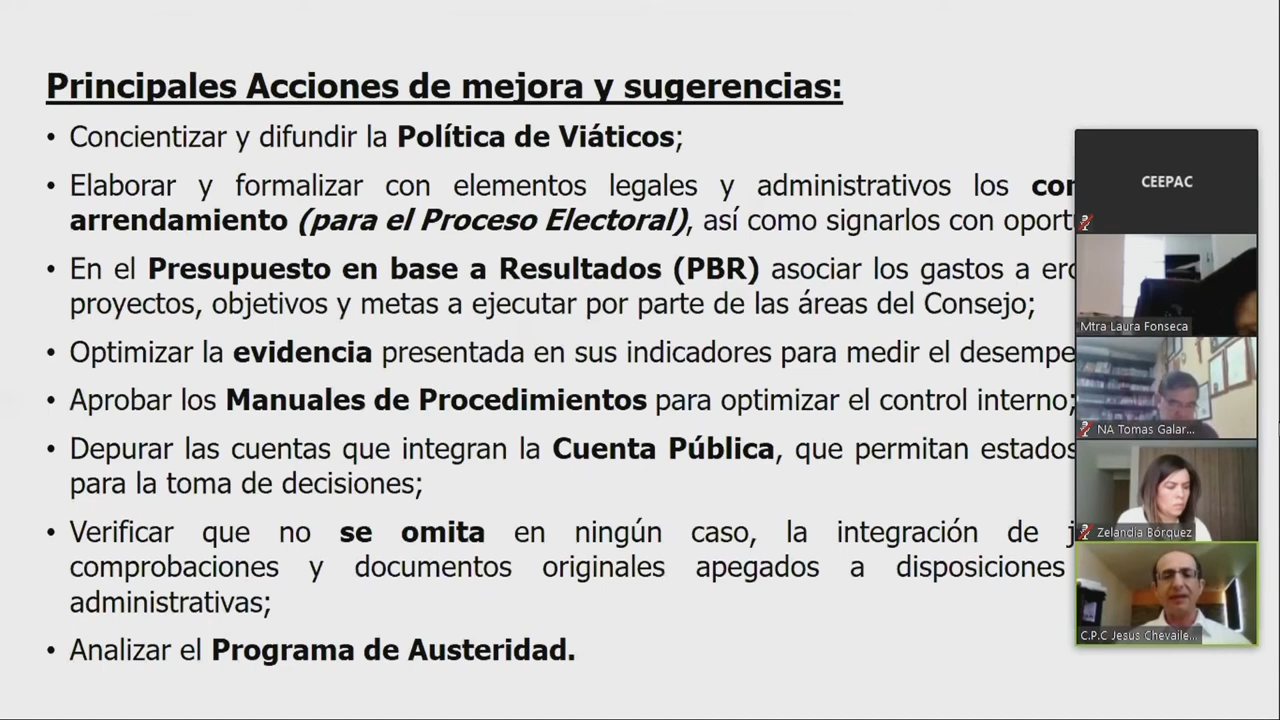 Principales Acciones de mejora y sugerencias:
• Concientizar y difundir la Política de Viáticos;
• Elaborar y formalizar con elementos legales y administrativos los
arrendamiento (para el Proceso Electoral), así como signarlos con
• En el Presupuesto en base a Resultados (PBR) asociar los gastos a
proyectos, objetivos y metas a ejecutar por parte de las áreas del Consejo;
• Optimizar la evidencia presentada en sus indicadores para medir el
• Aprobar los Manuales de Procedimientos para optimizar el control interno;
• Depurar las cuentas que integran la Cuenta Pública, que permitan estados
para la toma de decisiones;
• Verificar que no se omita en ningún caso, la integración de
comprobaciones y documentos originales apegados a disposiciones
administrativas;
• Analizar el Programa de Austeridad.
CEEPAC
Mtra Laura Fonseca
NA Tomas Galar...
Zelandia Bórquez
C.P.C Jesus Chevaile...